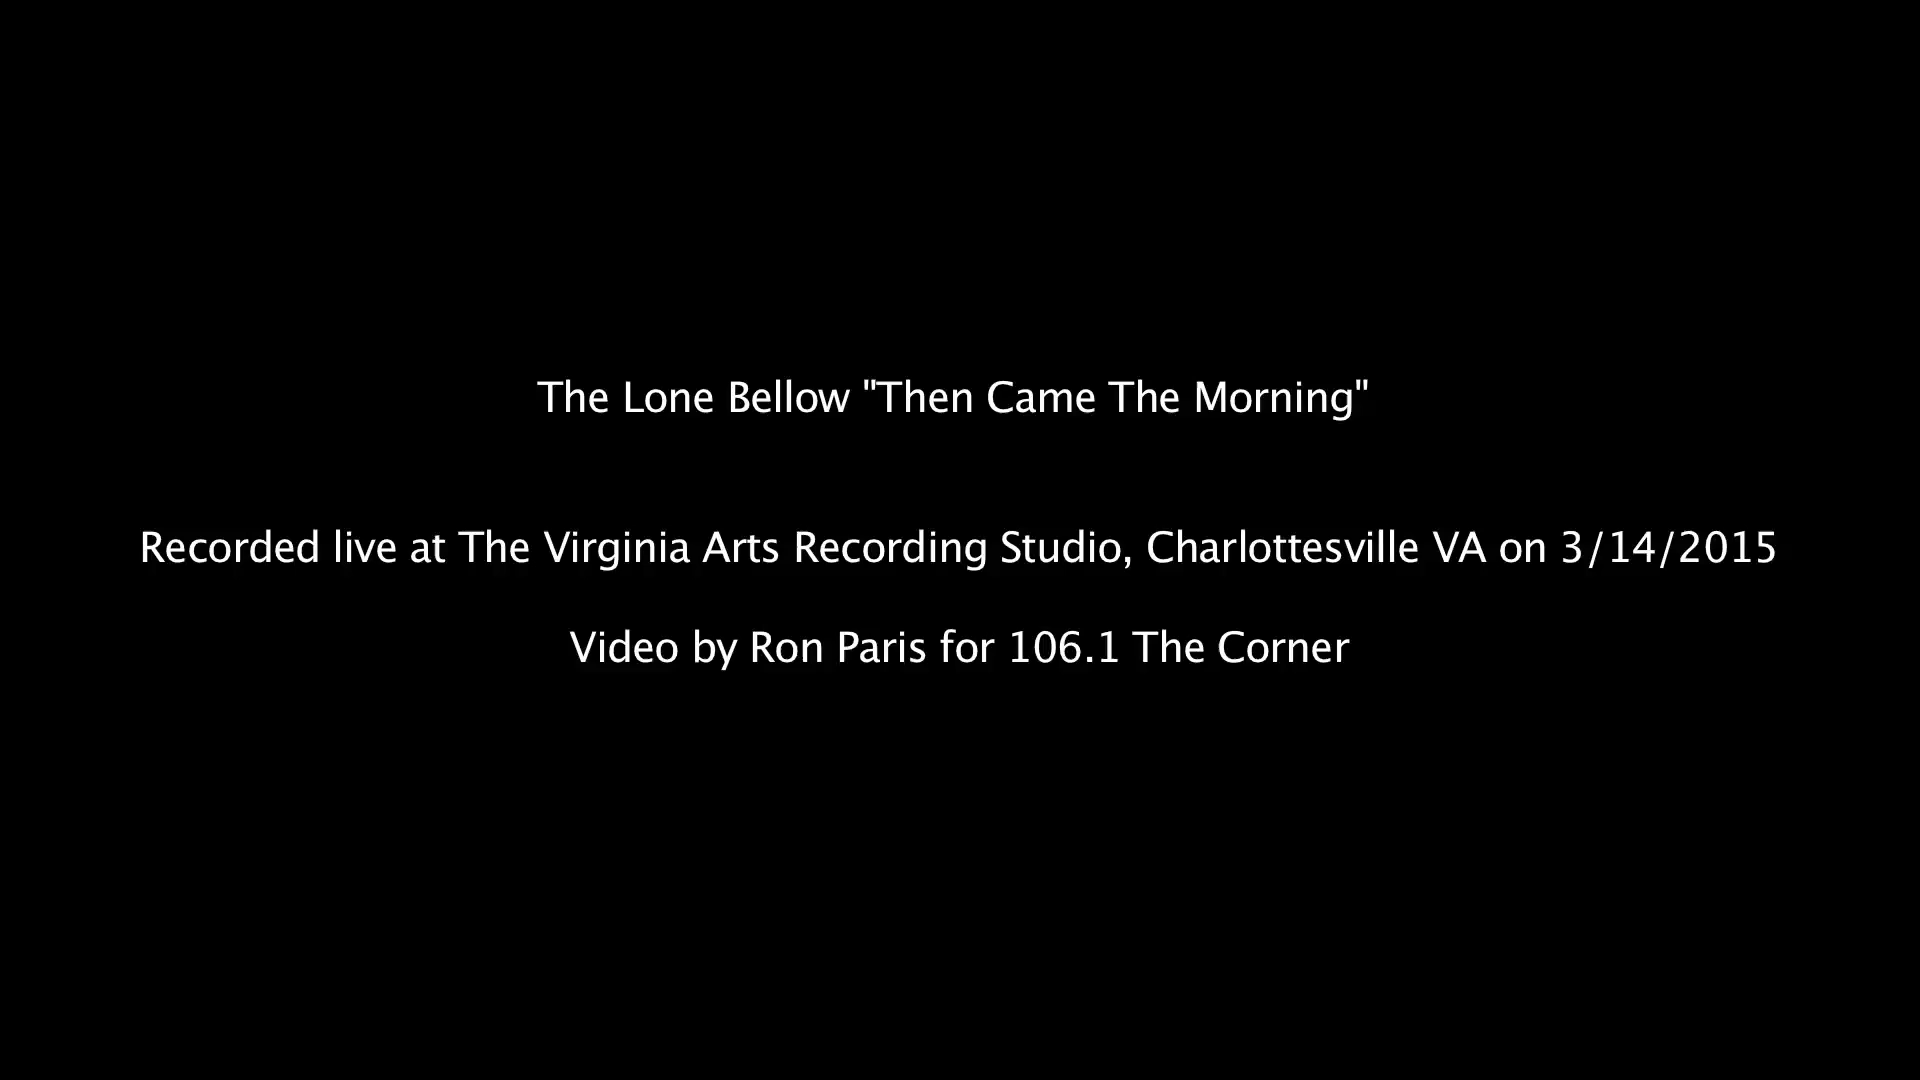 The Lone Bellow "Then Came The Morning"
Recorded live at The Virginia Arts Recording Studio, Charlottesville VA on 3/14/2015
Video by Ron Paris for 106.1 The Corner